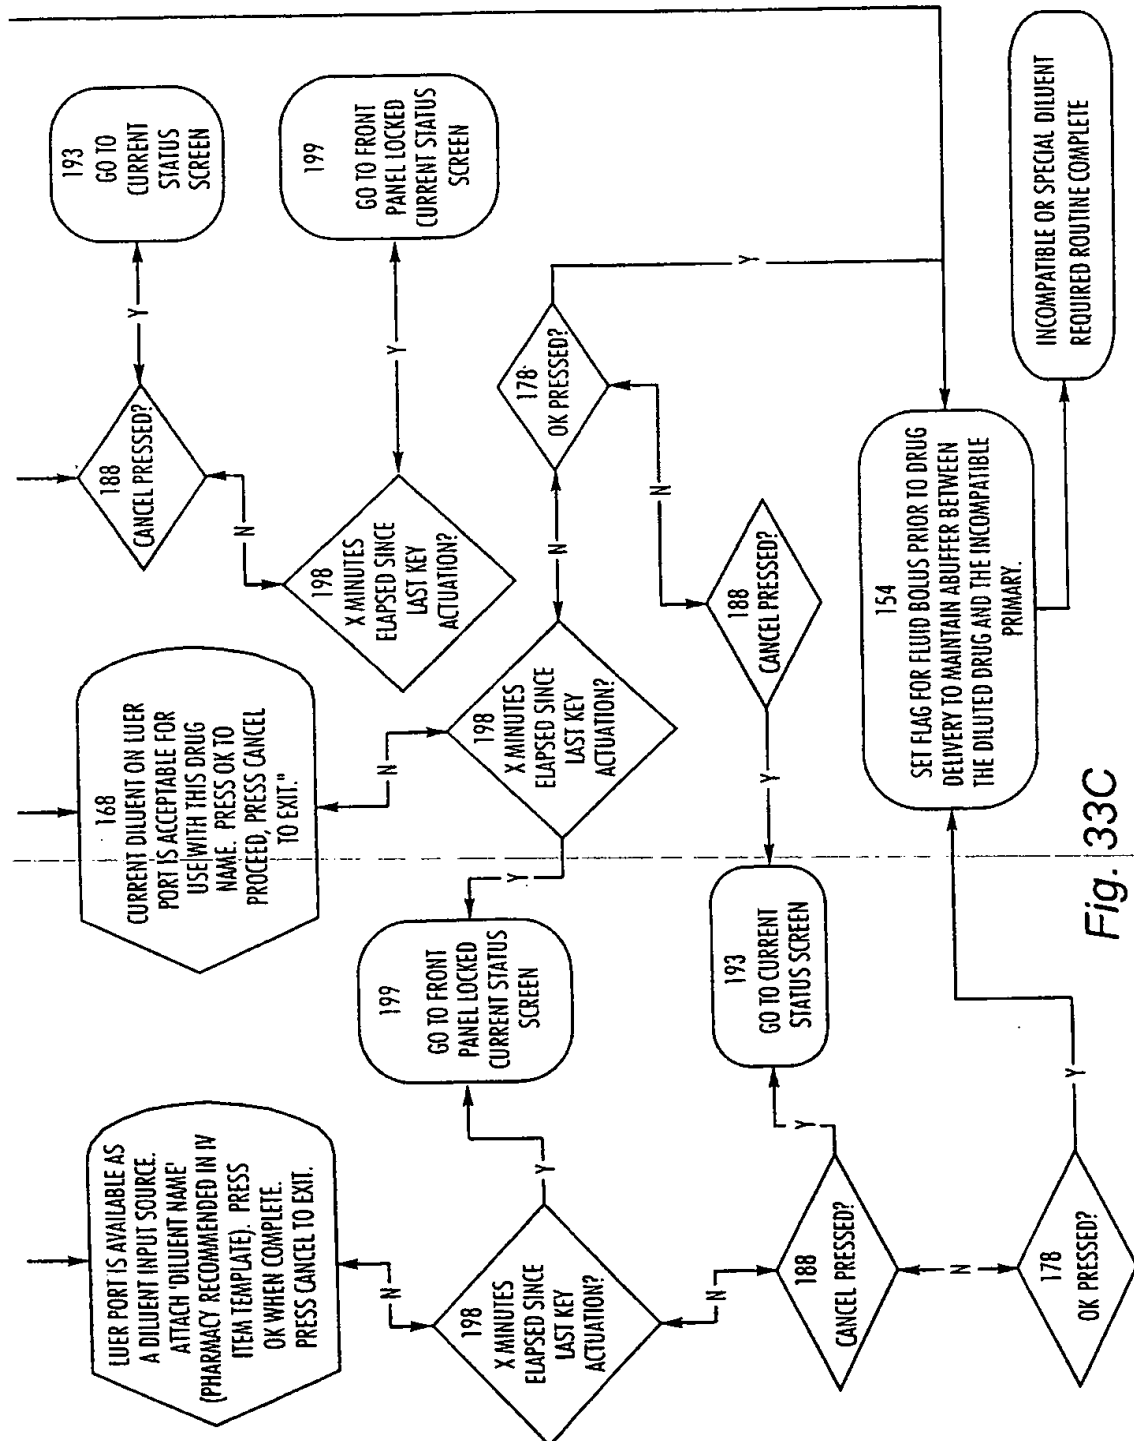 LUER PORT IS AVAILABLE AS
A DILUENT INPUT SOURCE.
ATTACH 'DILUENT NAME'
(PHARMACY RECOMMENDED IN IV
ITEM TEMPLATE). PRESS
OK WHEN COMPLETE.
PRESS CANCEL TO EXIT.
N
198
X MINUTES
ELAPSED SINCE
LAST KEY
ACTUATION?
Y
N
188
CANCEL PRESSED?
Y
N
178
OK PRESSED?
Y
199
GO TO FRONT
PANEL LOCKED
CURRENT STATUS
SCREEN
193
GO TO CURRENT
STATUS SCREEN
168
CURRENT DILUENT ON LUER
PORT IS ACCEPTABLE FOR
USE WITH THIS DRUG
NAME. PRESS OK TO
PROCEED, PRESS CANCEL
TO EXIT."
N
198
X MINUTES
ELAPSED SINCE
LAST KEY
ACTUATION?
Y
N
178
OK PRESSED?
Y
N
188
CANCEL PRESSED?
Y
188
CANCEL PRESSED?
Y
193
GO TO
CURRENT
STATUS
SCREEN
N
198
X MINUTES
ELAPSED SINCE
LAST KEY
ACTUATION?
Y
199
GO TO FRONT
PANEL LOCKED
CURRENT STATUS
SCREEN
154
SET FLAG FOR FLUID BOLUS PRIOR TO DRUG
DELIVERY TO MAINTAIN ABUFFER BETWEEN
THE DILUTED DRUG AND THE INCOMPATIBLE
PRIMARY.
INCOMPATIBLE OR SPECIAL DILUENT
REQUIRED ROUTINE COMPLETE
Fig. 33C